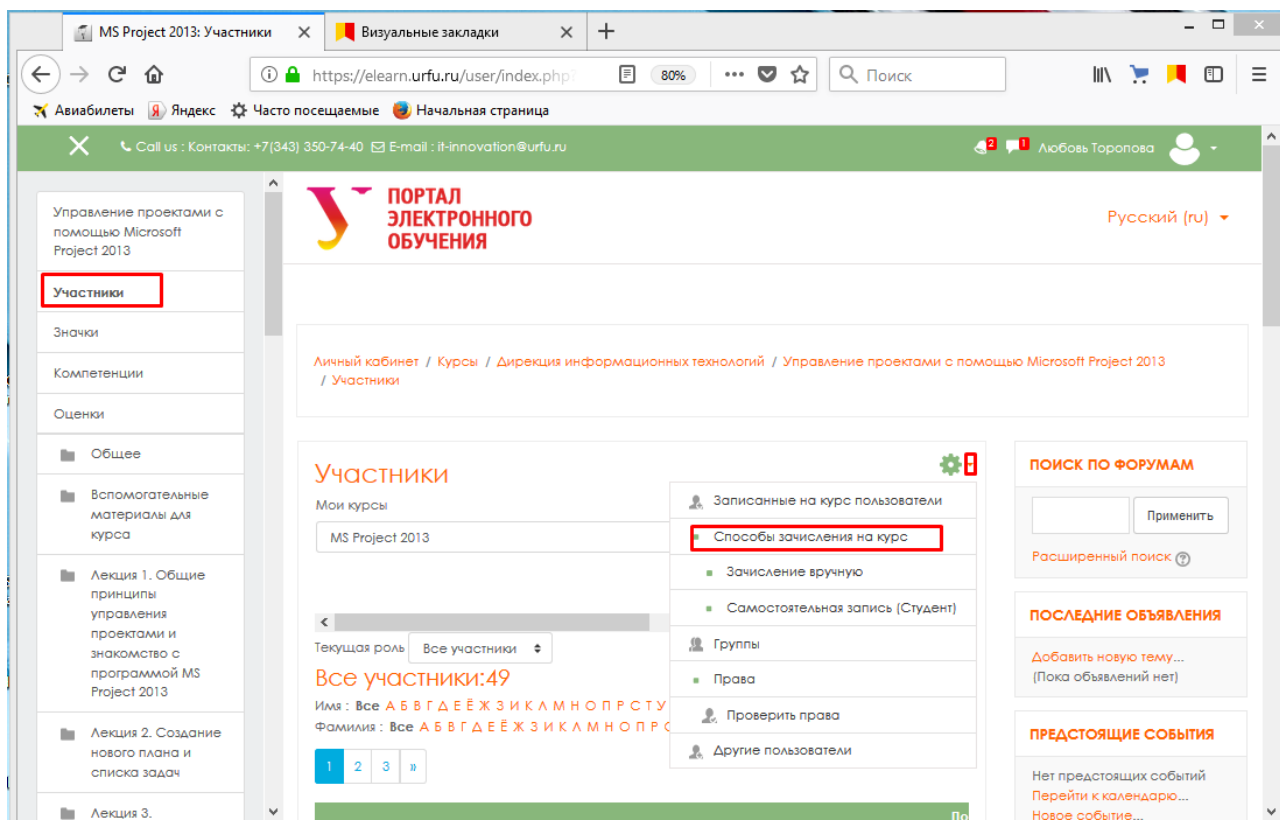 MS Project 2013: Участники
Визуальные закладки
https://elearn.urfu.ru/user/index.php
80%
Поиск
Авиабилеты Яндекс Часто посещаемые Начальная страница
Call us : Контакты: +7(343) 350-74-40 E-mail : it-innovation@urfu.ru
2 1 Любовь Торопова
Управление проектами с
помощью Microsoft
Project 2013
Участники
Значки
Компетенции
Оценки
Общее
Вспомогательные
материалы для
курса
Лекция 1. Общие
принципы
управления
проектами и
знакомство с
программой MS
Project 2013
Лекция 2. Создание
нового плана и
списка задач
Лекция 3.
ПОРТАЛ
ЭЛЕКТРОННОГО
ОБУЧЕНИЯ
Русский (ru)
Личный кабинет / Курсы / Дирекция информационных технологий / Управление проектами с помощью Microsoft Project 2013
/ Участники
Участники
Мои курсы
MS Project 2013
Текущая роль Все участники
Все участники:49
Имя : Все А Б В Г Д Е Ё Ж З И К Л М Н О П Р С Т У
Фамилия : Все А Б В Г Д Е Ё Ж З И К Л М Н О П Р С
1 2 3 »
По
Записанные на курс пользователи
Способы зачисления на курс
Зачисление вручную
Самостоятельная запись (Студент)
Группы
Права
Проверить права
Другие пользователи
ПОИСК ПО ФОРУМАМ
Применить
Расширенный поиск
ПОСЛЕДНИЕ ОБЪЯВЛЕНИЯ
Добавить новую тему...
(Пока объявлений нет)
ПРЕДСТОЯЩИЕ СОБЫТИЯ
Нет предстоящих событий
Перейти к календарю...
Новое событие...